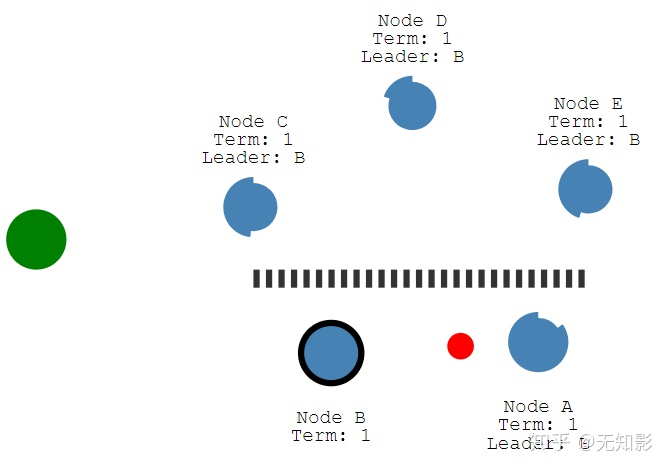 Node D
Term: 1
Leader: B
Node E
Term: 1
Leader: B
Node C
Term: 1
Leader: B
Node A
Term: 1
Leader:
Node B
Term: 1
知乎 @无知影